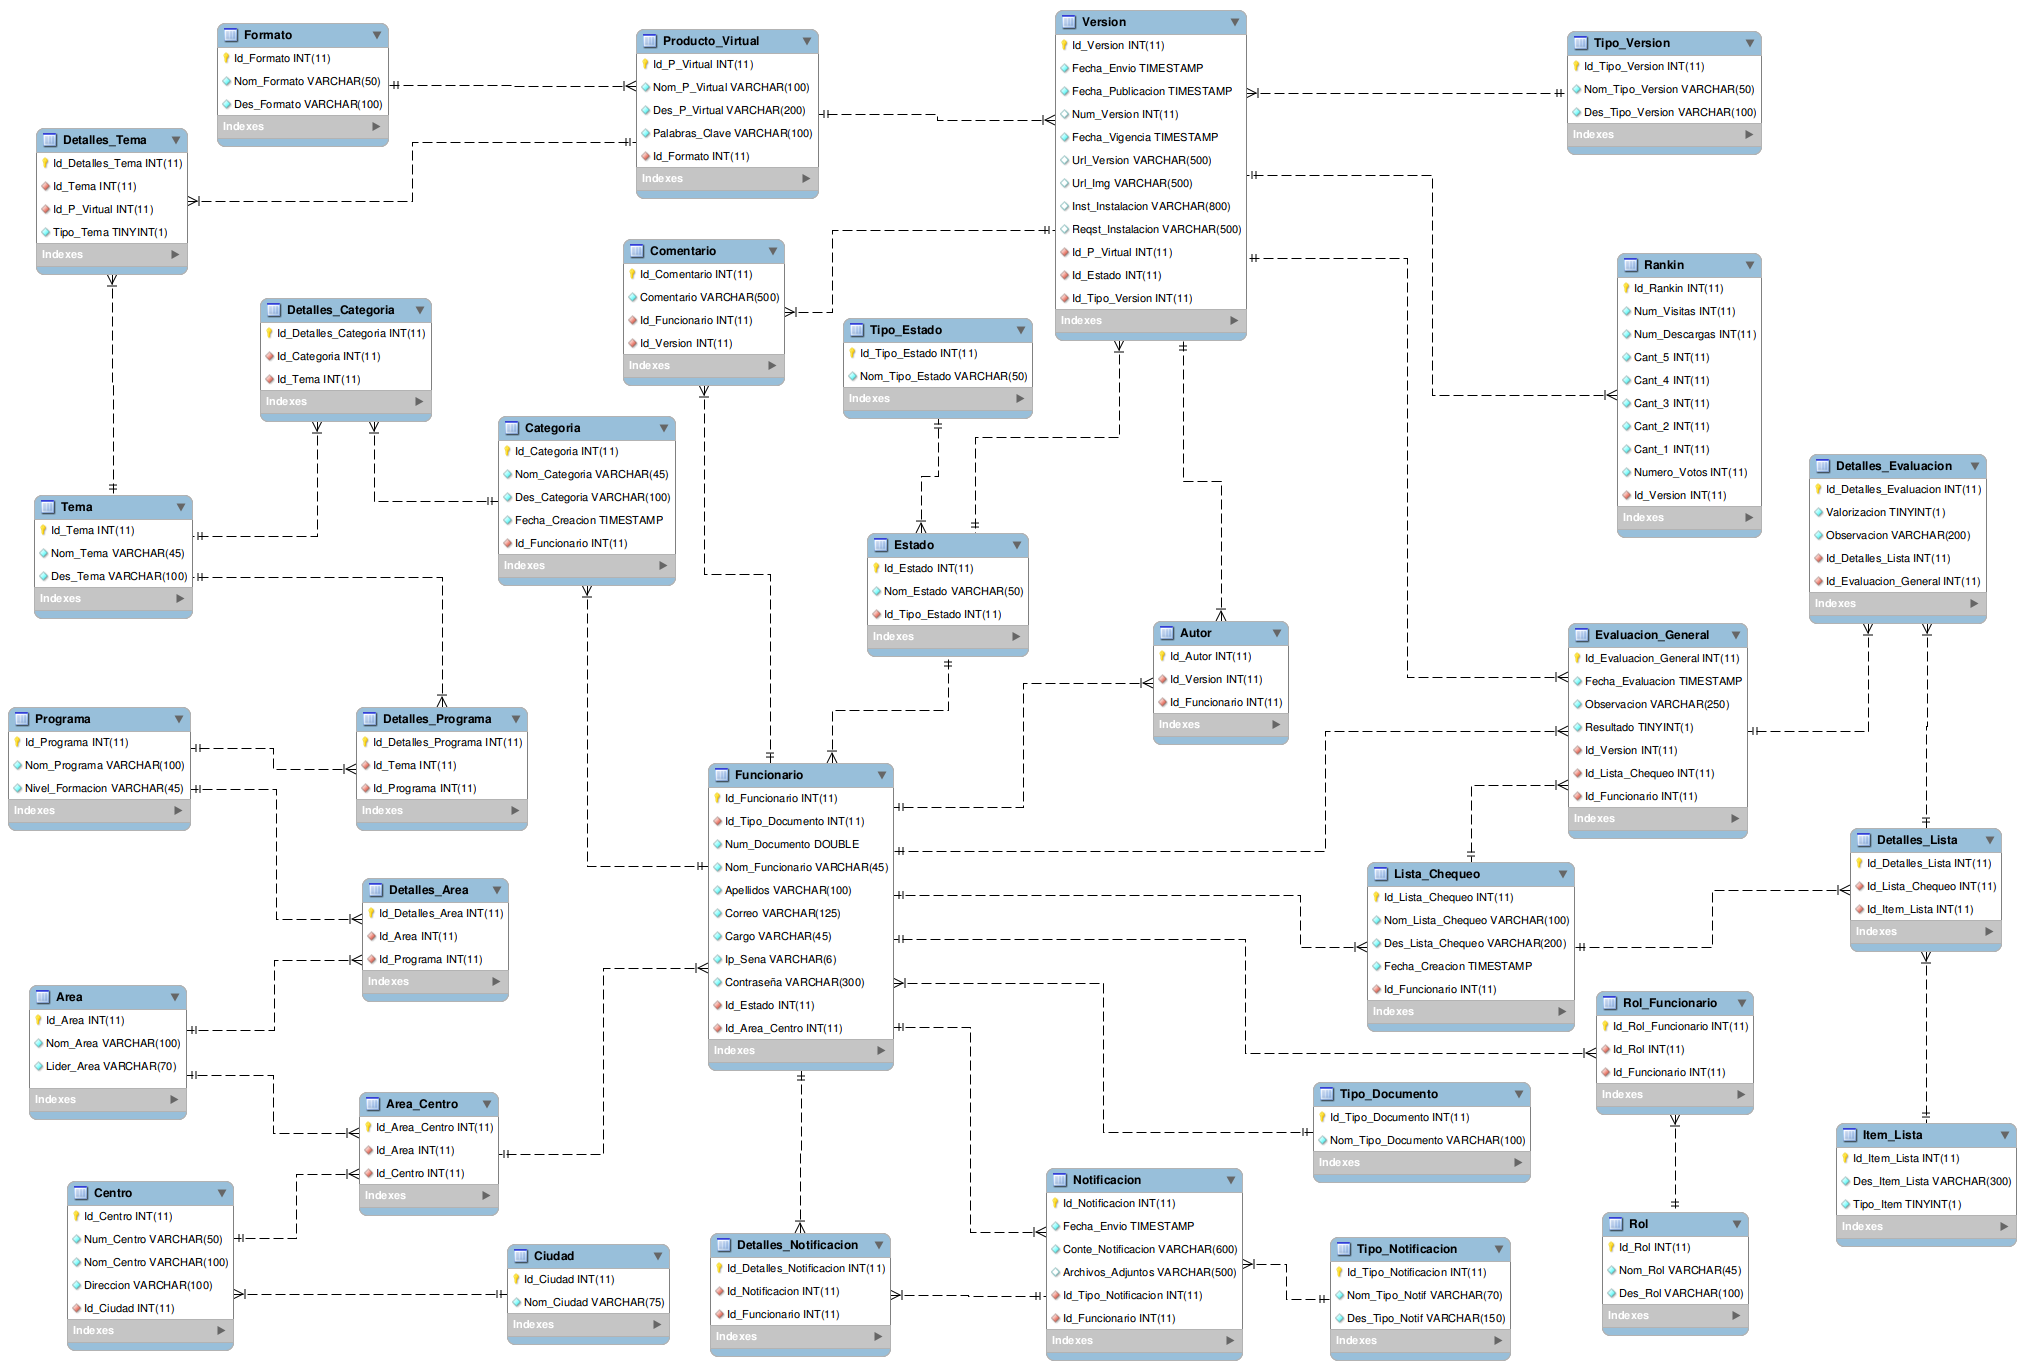 Formato
Id_Formato INT(11)
Nom_Formato VARCHAR(50)
Des_Formato VARCHAR(100)
Indexes
Producto_Virtual
Id_P_Virtual INT(11)
Nom_P_Virtual VARCHAR(100)
Des_P_Virtual VARCHAR(200)
Palabras_Clave VARCHAR(100)
Id_Formato INT(11)
Indexes
Version
Id_Version INT(11)
Fecha_Envio TIMESTAMP
Fecha_Publicacion TIMESTAMP
Num_Version INT(11)
Fecha_Vigencia TIMESTAMP
Url_Version VARCHAR(500)
Url_Img VARCHAR(500)
Inst_Instalacion VARCHAR(800)
Reqst_Instalacion VARCHAR(500)
Id_P_Virtual INT(11)
Id_Estado INT(11)
Id_Tipo_Version INT(11)
Indexes
Tipo_Version
Id_Tipo_Version INT(11)
Nom_Tipo_Version VARCHAR(50)
Des_Tipo_Version VARCHAR(100)
Indexes
Detalles_Tema
Id_Detalles_Tema INT(11)
Id_Tema INT(11)
Id_P_Virtual INT(11)
Tipo_Tema TINYINT(1)
Indexes
Comentario
Id_Comentario INT(11)
Comentario VARCHAR(500)
Id_Funcionario INT(11)
Id_Version INT(11)
Indexes
Rankin
Id_Rankin INT(11)
Num_Visitas INT(11)
Num_Descargas INT(11)
Cant_5 INT(11)
Cant_4 INT(11)
Cant_3 INT(11)
Cant_2 INT(11)
Cant_1 INT(11)
Numero_Votos INT(11)
Id_Version INT(11)
Indexes
Detalles_Categoria
Id_Detalles_Categoria INT(11)
Id_Categoria INT(11)
Id_Tema INT(11)
Indexes
Tipo_Estado
Id_Tipo_Estado INT(11)
Nom_Tipo_Estado VARCHAR(50)
Indexes
Categoria
Id_Categoria INT(11)
Nom_Categoria VARCHAR(45)
Des_Categoria VARCHAR(100)
Fecha_Creacion TIMESTAMP
Id_Funcionario INT(11)
Indexes
Detalles_Evaluacion
Id_Detalles_Evaluacion INT(11)
Valorizacion TINYINT(1)
Observacion VARCHAR(200)
Id_Detalles_Lista INT(11)
Id_Evaluacion_General INT(11)
Indexes
Tema
Id_Tema INT(11)
Nom_Tema VARCHAR(45)
Des_Tema VARCHAR(100)
Indexes
Estado
Id_Estado INT(11)
Nom_Estado VARCHAR(50)
Id_Tipo_Estado INT(11)
Indexes
Autor
Id_Autor INT(11)
Id_Version INT(11)
Id_Funcionario INT(11)
Indexes
Evaluacion_General
Id_Evaluacion_General INT(11)
Fecha_Evaluacion TIMESTAMP
Observacion VARCHAR(250)
Resultado TINYINT(1)
Id_Version INT(11)
Id_Lista_Chequeo INT(11)
Id_Funcionario INT(11)
Indexes
Programa
Id_Programa INT(11)
Nom_Programa VARCHAR(100)
Nivel_Formacion VARCHAR(45)
Indexes
Detalles_Programa
Id_Detalles_Programa INT(11)
Id_Tema INT(11)
Id_Programa INT(11)
Indexes
Funcionario
Id_Funcionario INT(11)
Id_Tipo_Documento INT(11)
Num_Documento DOUBLE
Nom_Funcionario VARCHAR(45)
Apellidos VARCHAR(100)
Correo VARCHAR(125)
Cargo VARCHAR(45)
Ip_Sena VARCHAR(6)
Contraseña VARCHAR(300)
Id_Estado INT(11)
Id_Area_Centro INT(11)
Indexes
Detalles_Lista
Id_Detalles_Lista INT(11)
Id_Lista_Chequeo INT(11)
Id_Item_Lista INT(11)
Indexes
Lista_Chequeo
Id_Lista_Chequeo INT(11)
Nom_Lista_Chequeo VARCHAR(100)
Des_Lista_Chequeo VARCHAR(200)
Fecha_Creacion TIMESTAMP
Id_Funcionario INT(11)
Indexes
Detalles_Area
Id_Detalles_Area INT(11)
Id_Area INT(11)
Id_Programa INT(11)
Indexes
Area
Id_Area INT(11)
Nom_Area VARCHAR(100)
Lider_Area VARCHAR(70)
Indexes
Rol_Funcionario
Id_Rol_Funcionario INT(11)
Id_Rol INT(11)
Id_Funcionario INT(11)
Indexes
Area_Centro
Id_Area_Centro INT(11)
Id_Area INT(11)
Id_Centro INT(11)
Indexes
Tipo_Documento
Id_Tipo_Documento INT(11)
Nom_Tipo_Documento VARCHAR(100)
Indexes
Item_Lista
Id_Item_Lista INT(11)
Des_Item_Lista VARCHAR(300)
Tipo_Item TINYINT(1)
Indexes
Centro
Id_Centro INT(11)
Num_Centro VARCHAR(50)
Nom_Centro VARCHAR(100)
Direccion VARCHAR(100)
Id_Ciudad INT(11)
Indexes
Notificacion
Id_Notificacion INT(11)
Fecha_Envio TIMESTAMP
Conte_Notificacion VARCHAR(600)
Archivos_Adjuntos VARCHAR(500)
Id_Tipo_Notificacion INT(11)
Id_Funcionario INT(11)
Indexes
Rol
Id_Rol INT(11)
Nom_Rol VARCHAR(45)
Des_Rol VARCHAR(100)
Indexes
Ciudad
Id_Ciudad INT(11)
Nom_Ciudad VARCHAR(75)
Indexes
Detalles_Notificacion
Id_Detalles_Notificacion INT(11)
Id_Notificacion INT(11)
Id_Funcionario INT(11)
Indexes
Tipo_Notificacion
Id_Tipo_Notificacion INT(11)
Nom_Tipo_Notif VARCHAR(70)
Des_Tipo_Notif VARCHAR(150)
Indexes